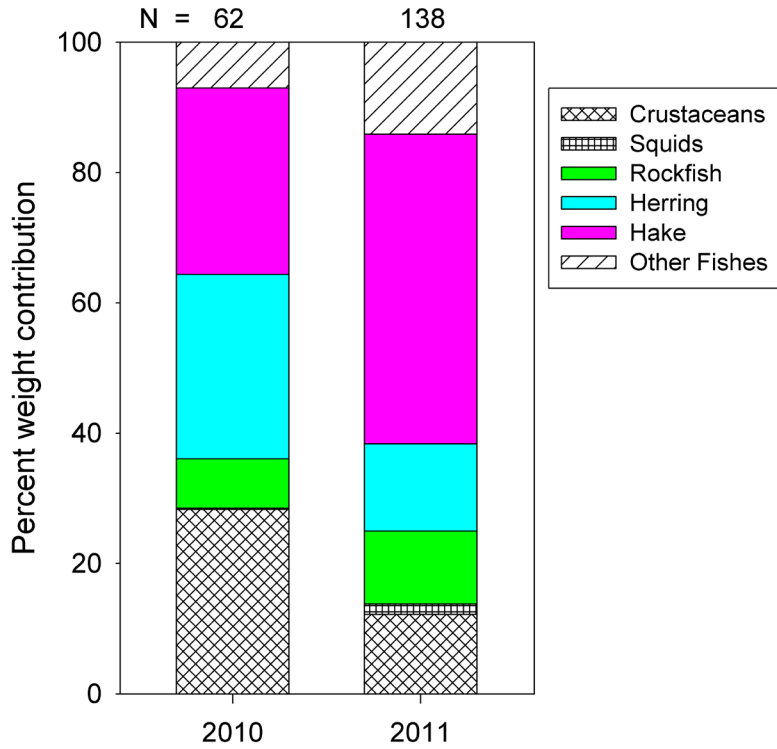 N = 62 138
100
80
60
40
20
0
Percent weight contribution
2010 2011
Crustaceans
Squids
Rockfish
Herring
Hake
Other Fishes